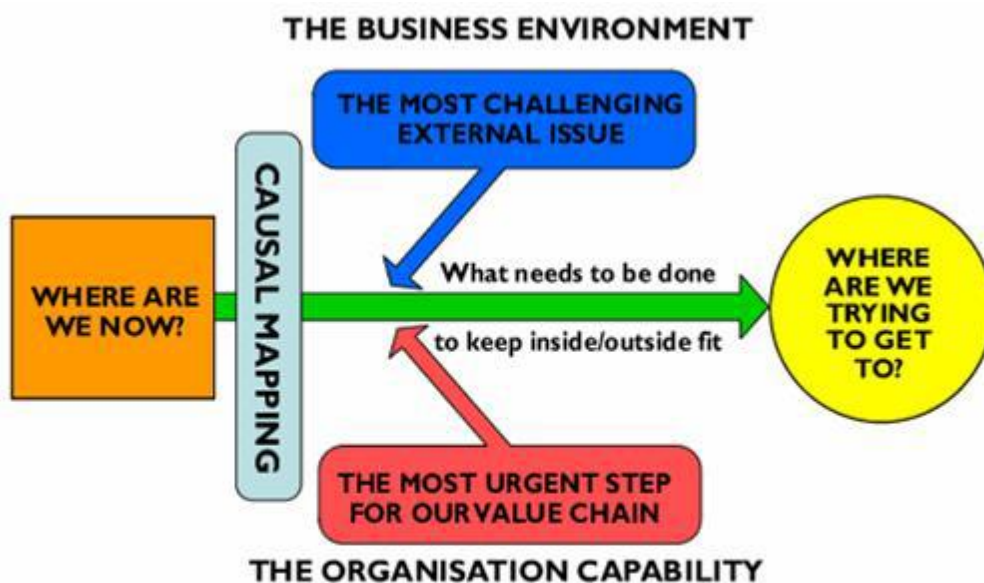 THE BUSINESS ENVIRONMENT
THE MOST CHALLENGING
EXTERNAL ISSUE
CAUSAL MAPPING
WHERE ARE
WE NOW?
What needs to be done
to keep inside/outside fit
WHERE
ARE WE
TRYING
TO GET
TO?
THE MOST URGENT STEP
FOR OUR VALUE CHAIN
THE ORGANISATION CAPABILITY